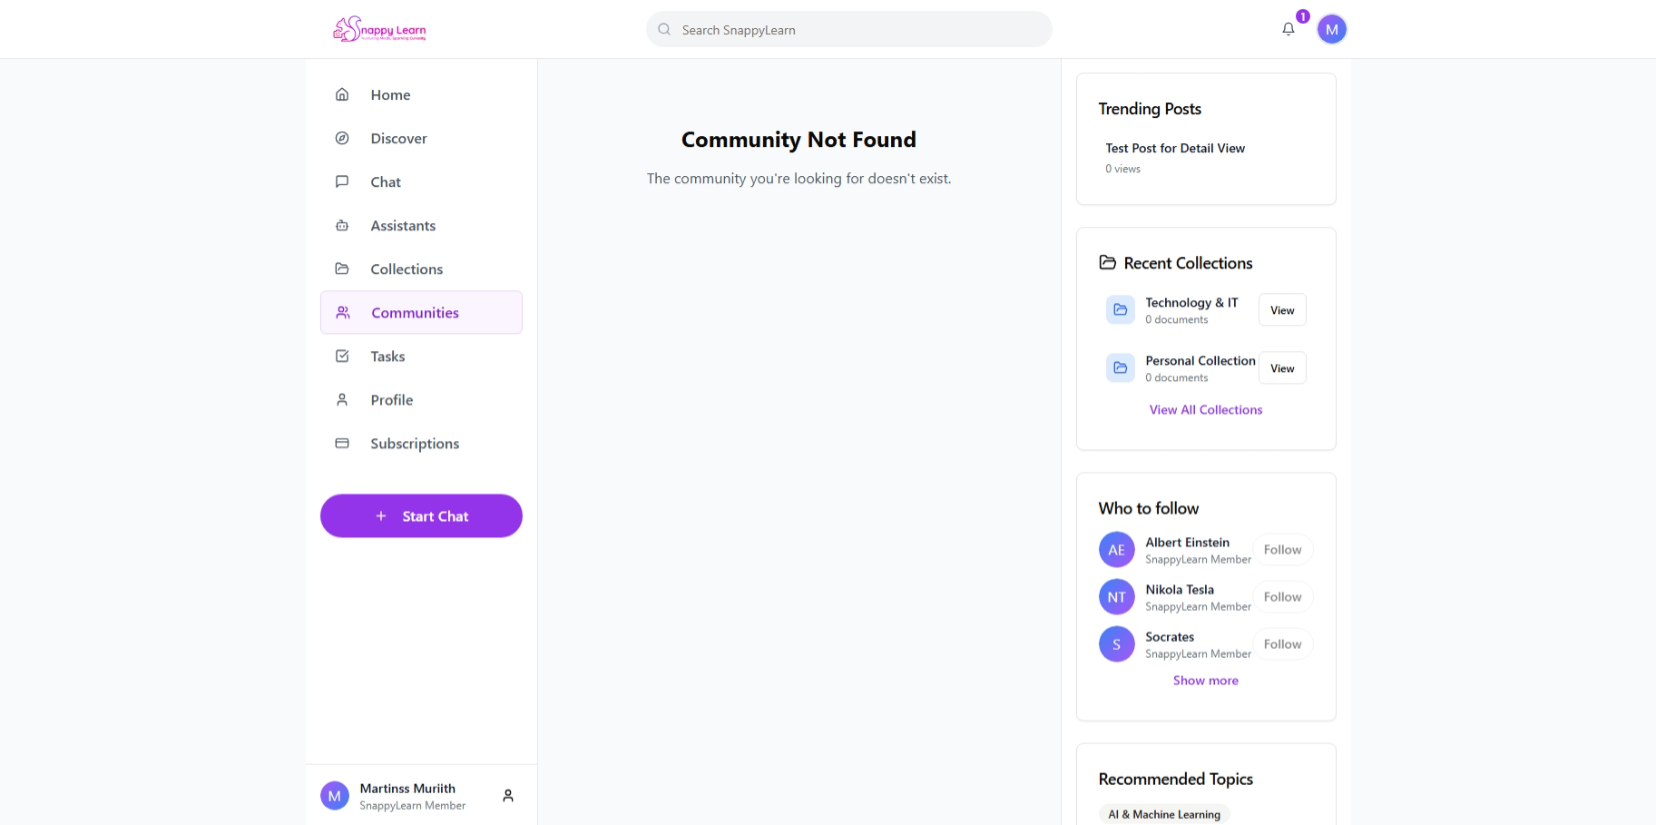 Snappy Learn
Search SnappyLearn
1
M
Home
Discover
Chat
Assistants
Collections
Communities
Tasks
Profile
Subscriptions
+ Start Chat
M
Martinss Muriith
SnappyLearn Member
Community Not Found
The community you're looking for doesn't exist.
Trending Posts
Test Post for Detail View
0 views
Recent Collections
Technology & IT
0 documents
View
Personal Collection
0 documents
View
View All Collections
Who to follow
AE
Albert Einstein
SnappyLearn Member
Follow
NT
Nikola Tesla
SnappyLearn Member
Follow
S
Socrates
SnappyLearn Member
Follow
Show more
Recommended Topics
AI & Machine Learning